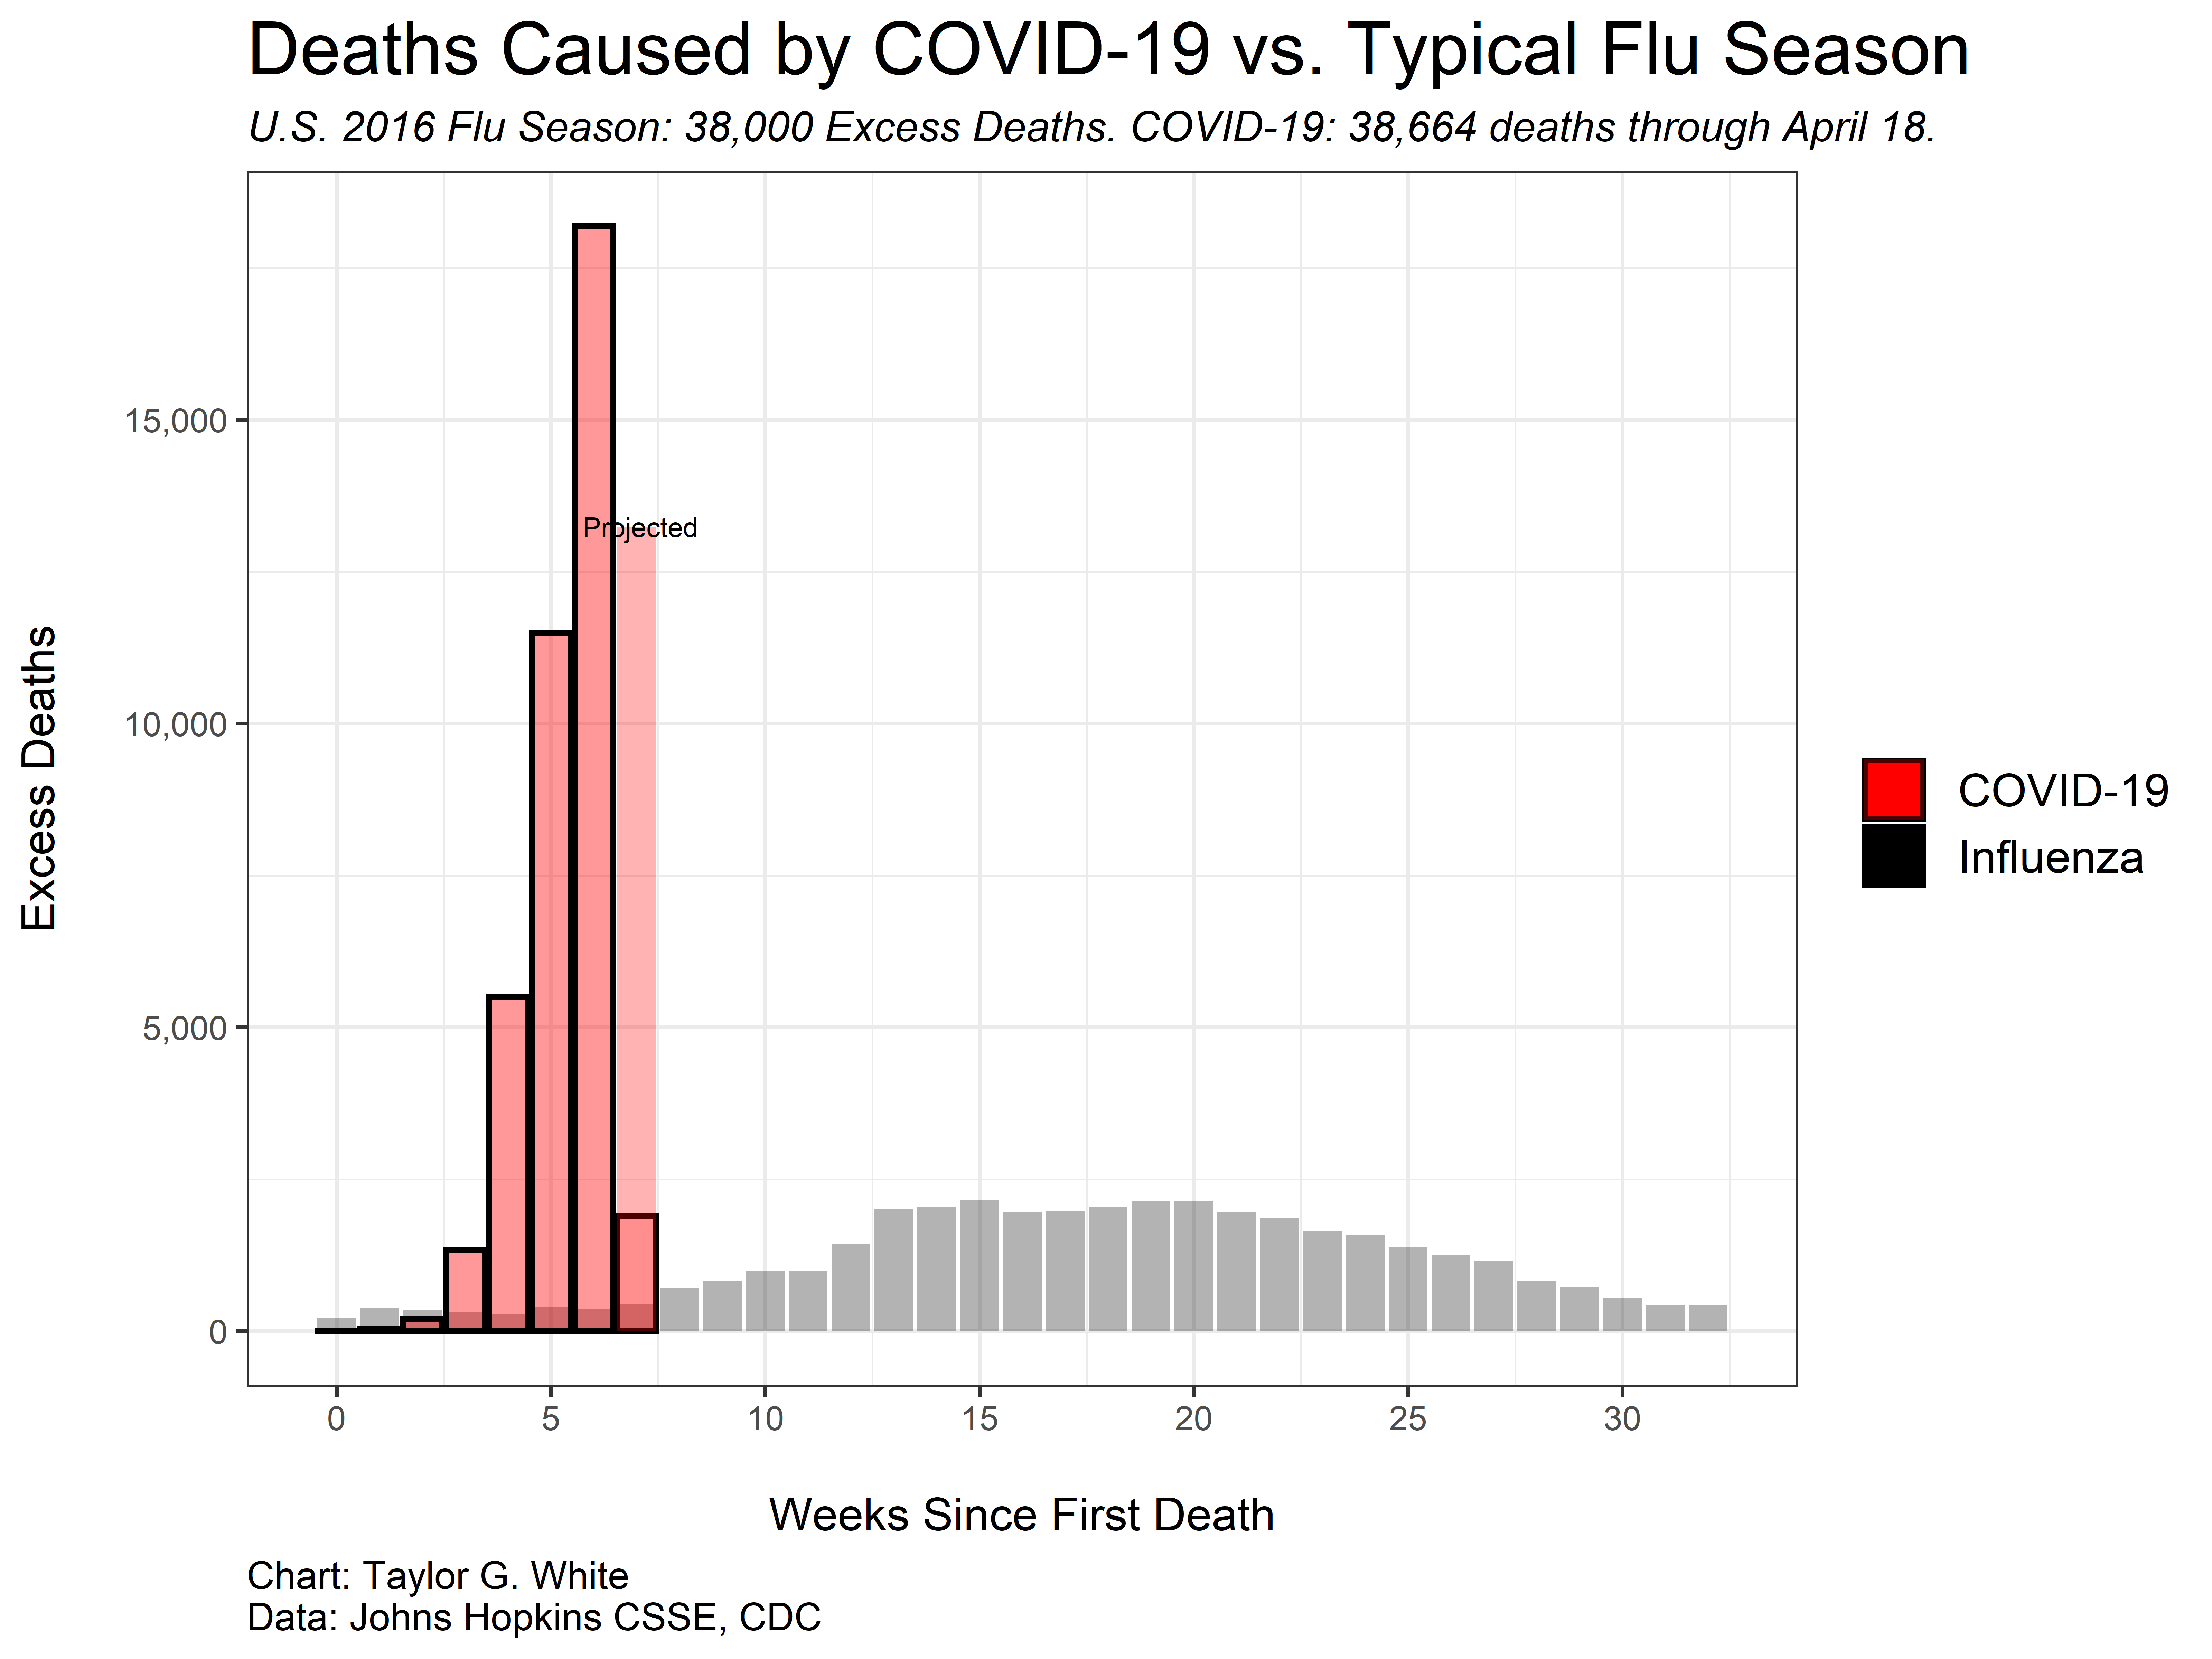 Deaths Caused by COVID-19 vs. Typical Flu Season
U.S. 2016 Flu Season: 38,000 Excess Deaths. COVID-19: 38,664 deaths through April 18.
Excess Deaths
15,000
10,000
5,000
0
Projected
COVID-19
Influenza
0 5 10 15 20 25 30
Weeks Since First Death
Chart: Taylor G. White
Data: Johns Hopkins CSSE, CDC